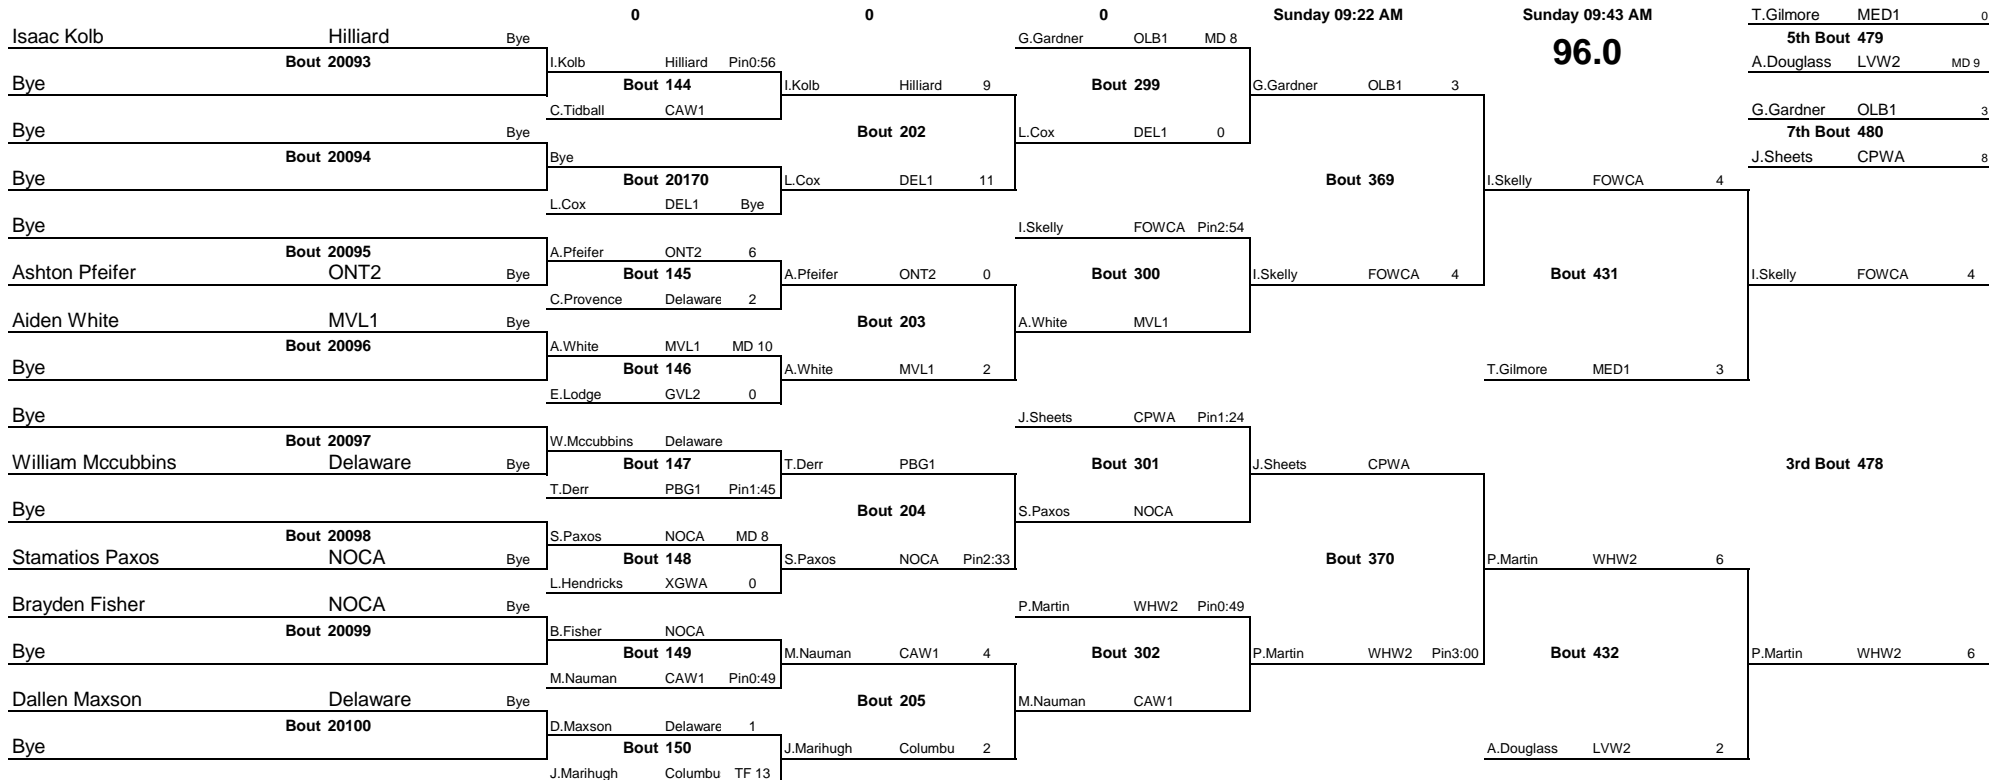 0 0 0 Sunday 09:22 AM Sunday 09:43 AM T.Gilmore MED1 0
Isaac Kolb Hilliard Bye G.Gardner OLB1 MD 8 96.0 5th Bout 479
Bout 20093 I.Kolb Hilliard Pin0:56 A.Douglass LVW2 MD 9
Bye Bout 144 I.Kolb Hilliard 9 Bout 299 G.Gardner OLB1 3
C.Tidball CAW1 G.Gardner OLB1 3
Bye Bye Bout 202 L.Cox DEL1 0 7th Bout 480
Bout 20094 Bye J.Sheets CPWA 8
Bye Bout 20170 L.Cox DEL1 11 Bout 369 I.Skelly FOWCA 4
L.Cox DEL1 Bye
Bye I.Skelly FOWCA Pin2:54
Bout 20095 A.Pfeifer ONT2 6
Ashton Pfeifer ONT2 Bye Bout 145 A.Pfeifer ONT2 0 Bout 300 I.Skelly FOWCA 4 Bout 431 I.Skelly FOWCA 4
C.Provence Delaware 2
Aiden White MVL1 Bye Bout 203 A.White MVL1
Bout 20096 A.White MVL1 MD 10
Bye Bout 146 A.White MVL1 2 T.Gilmore MED1 3
E.Lodge GVL2 0
Bye J.Sheets CPWA Pin1:24
Bout 20097 W.Mccubbins Delaware
William Mccubbins Delaware Bye Bout 147 T.Derr PBG1 Bout 301 J.Sheets CPWA 3rd Bout 478
T.Derr PBG1 Pin1:45
Bye Bout 204 S.Paxos NOCA
Bout 20098 S.Paxos NOCA MD 8
Stamatios Paxos NOCA Bye Bout 148 S.Paxos NOCA Pin2:33 Bout 370 P.Martin WHW2 6
L.Hendricks XGWA 0
Brayden Fisher NOCA Bye P.Martin WHW2 Pin0:49
Bout 20099 B.Fisher NOCA
Bye Bout 149 M.Nauman CAW1 4 Bout 302 P.Martin WHW2 Pin3:00 Bout 432 P.Martin WHW2 6
M.Nauman CAW1 Pin0:49
Dallen Maxson Delaware Bye Bout 205 M.Nauman CAW1
Bout 20100 D.Maxson Delaware 1
Bye Bout 150 J.Marihugh Columbu 2 A.Douglass LVW2 2
J.Marihugh Columbu TF 13